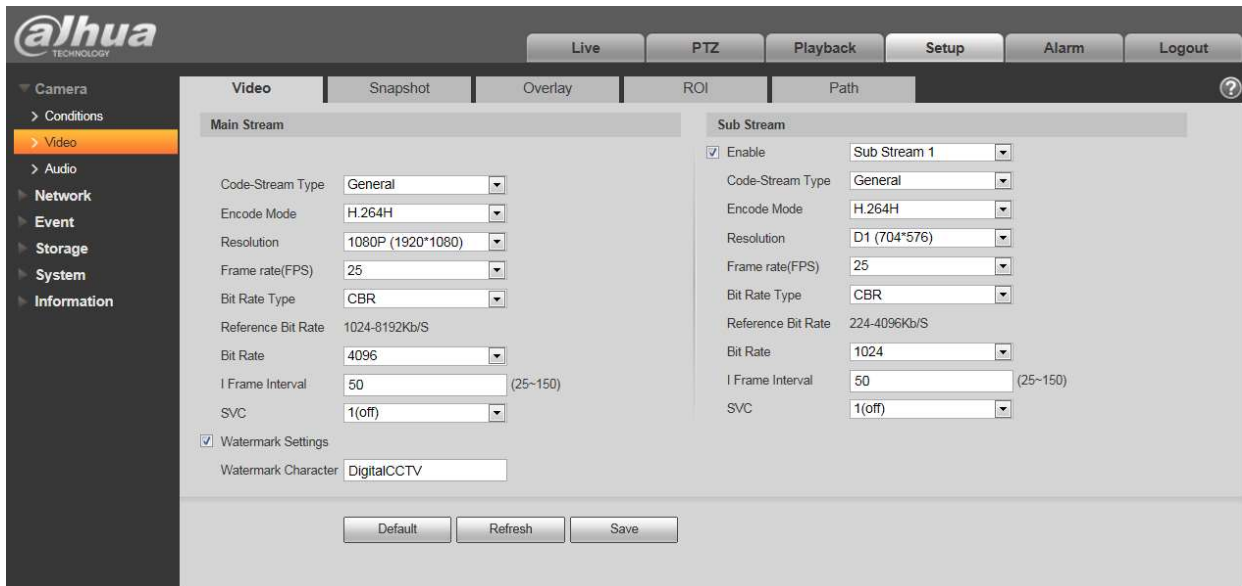 alhua
TECHNOLOGY
Live PTZ Playback Setup Alarm Logout
Camera
> Conditions
> Video
> Audio
Network
Event
Storage
System
Information
Video Snapshot Overlay ROI Path
?
Main Stream
Code-Stream Type General
Encode Mode H.264H
Resolution 1080P (1920*1080)
Frame rate(FPS) 25
Bit Rate Type CBR
Reference Bit Rate 1024-8192Kb/S
Bit Rate 4096
I Frame Interval 50 (25~150)
SVC 1(off)
Watermark Settings
Watermark Character DigitalCCTV
Sub Stream
Enable Sub Stream 1
Code-Stream Type General
Encode Mode H.264H
Resolution D1 (704*576)
Frame rate(FPS) 25
Bit Rate Type CBR
Reference Bit Rate 224-4096Kb/S
Bit Rate 1024
I Frame Interval 50 (25~150)
SVC 1(off)
Default Refresh Save